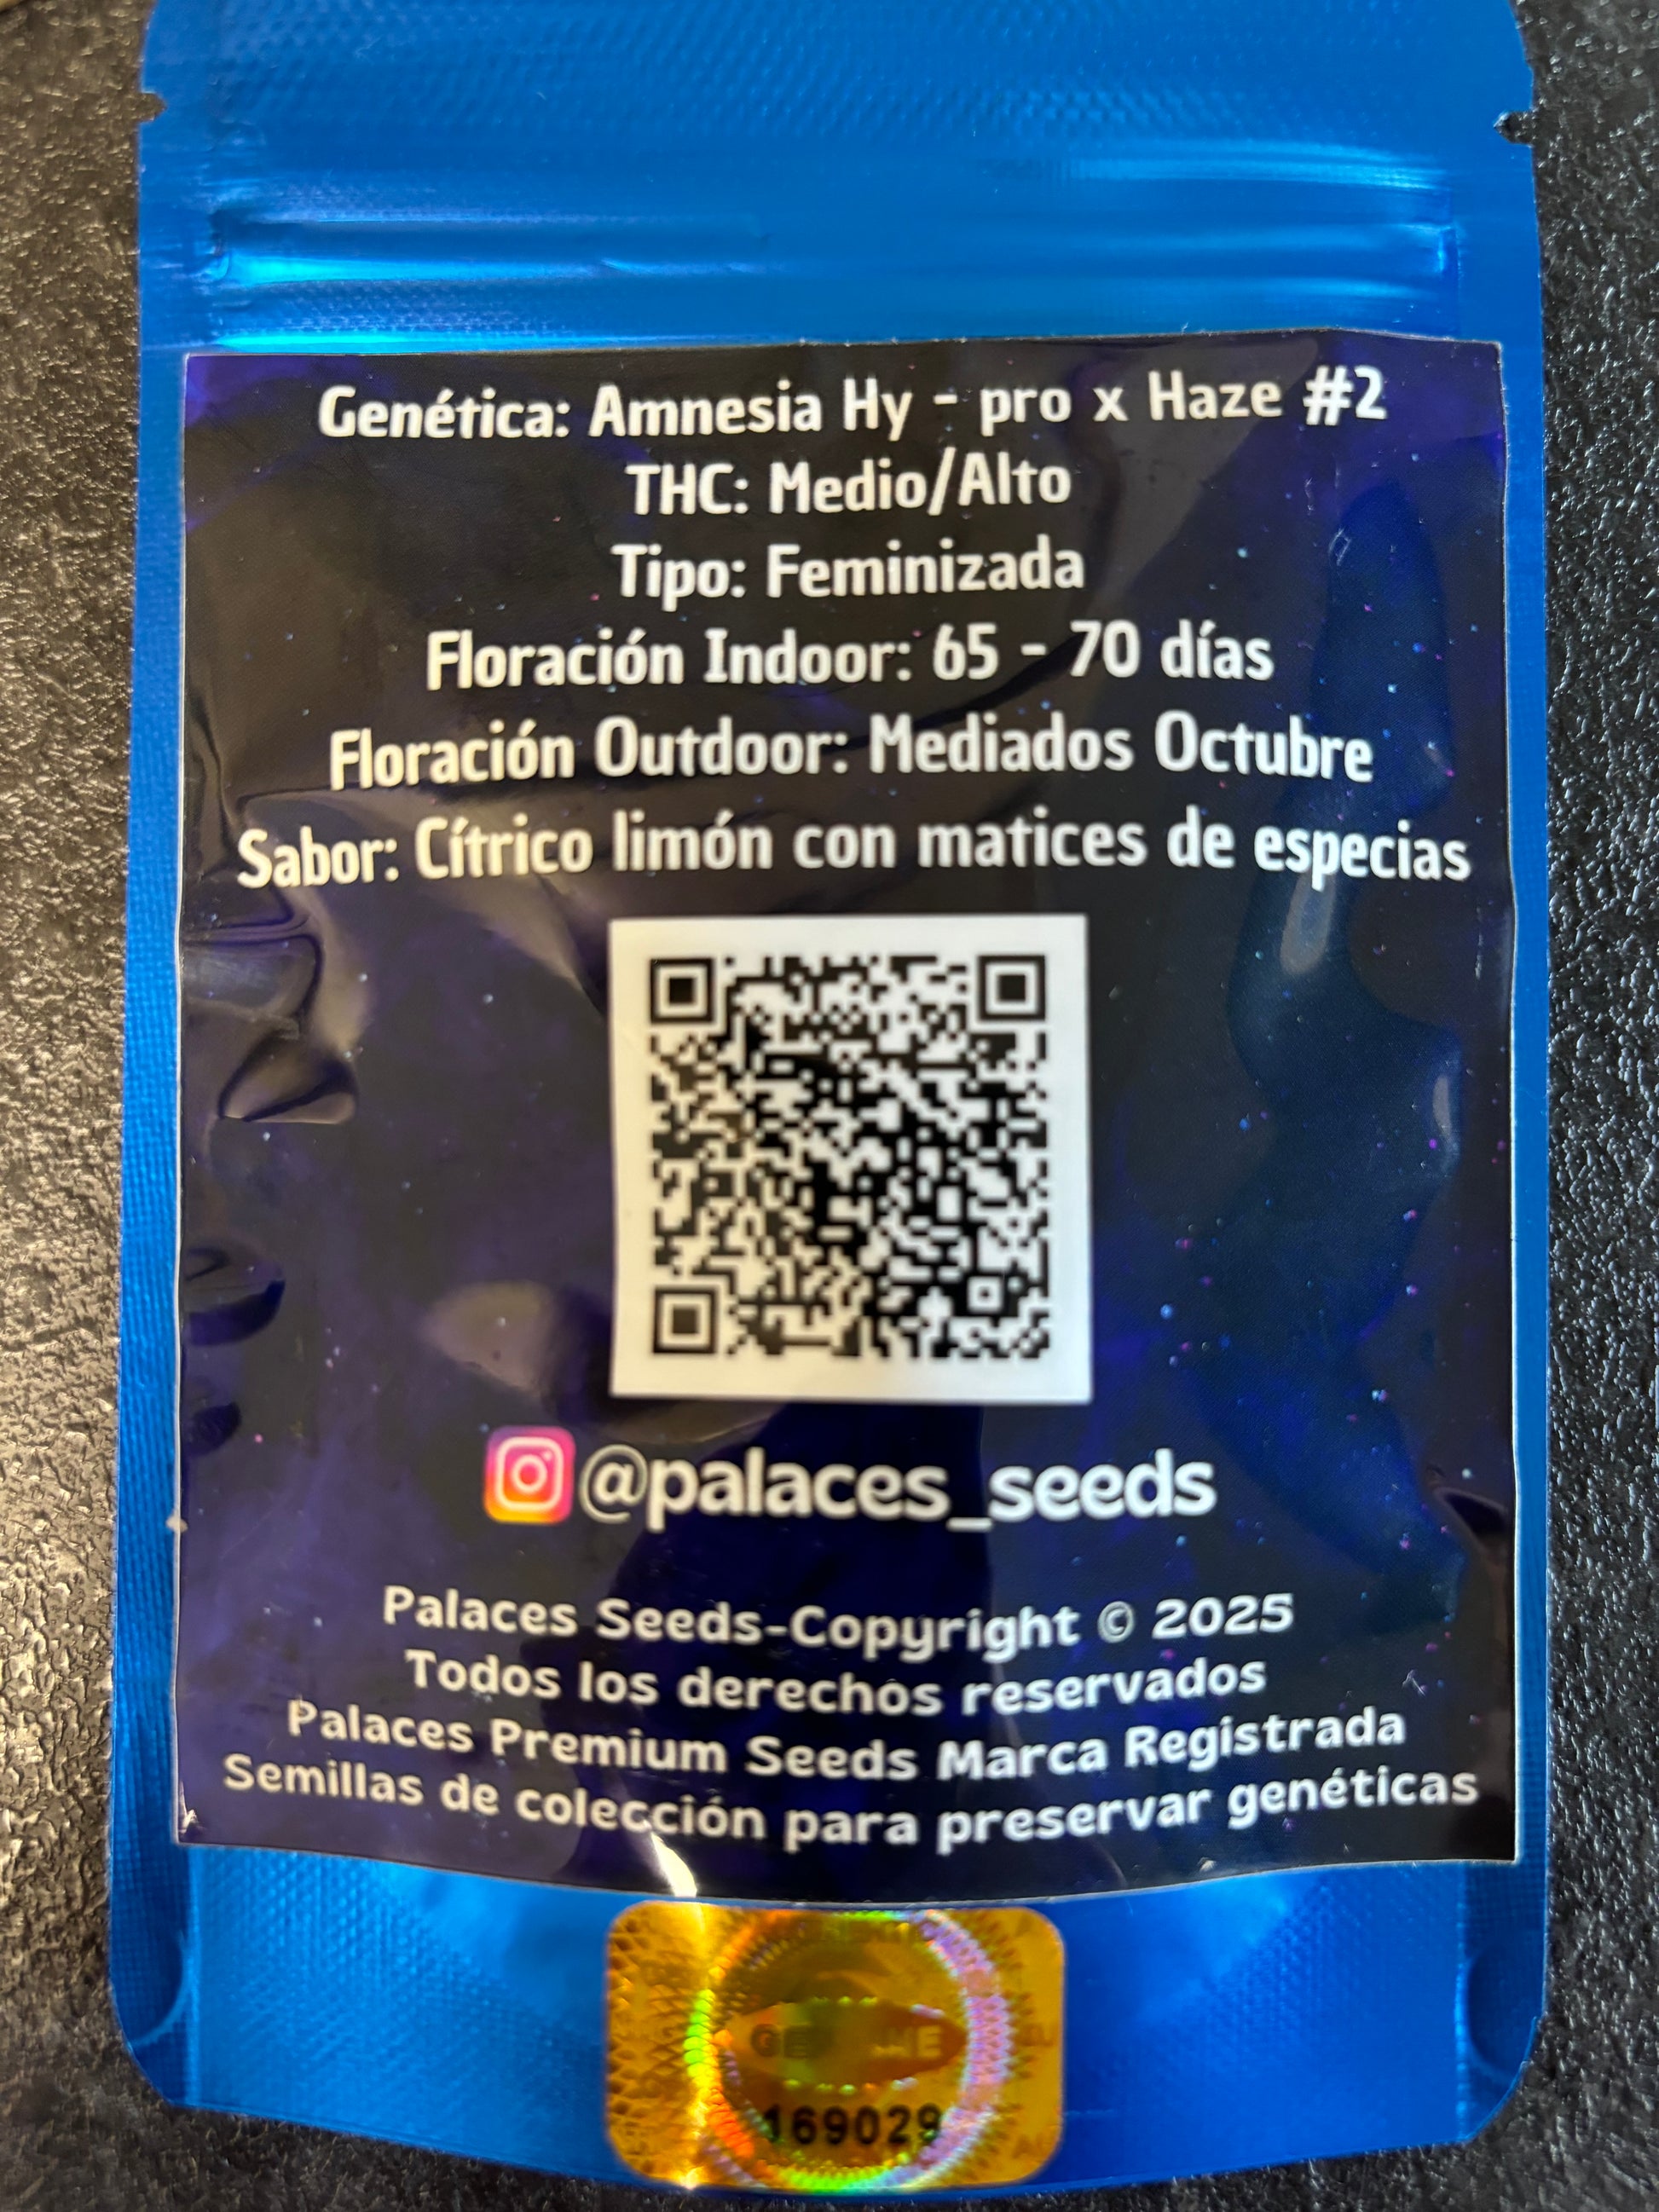 Genética: Amnesia Hy - pro x Haze #2
THC: Medio/Alto
Tipo: Feminizada
Floración Indoor: 65 - 70 días
Floración Outdoor: Mediados Octubre
Sabor: Cítrico limón con matices de especias
@palaces_seeds
Palaces Seeds-Copyright © 2025
Todos los derechos reservados
Palaces Premium Seeds Marca Registrada
Semillas de colección para preservar genéticas
169029